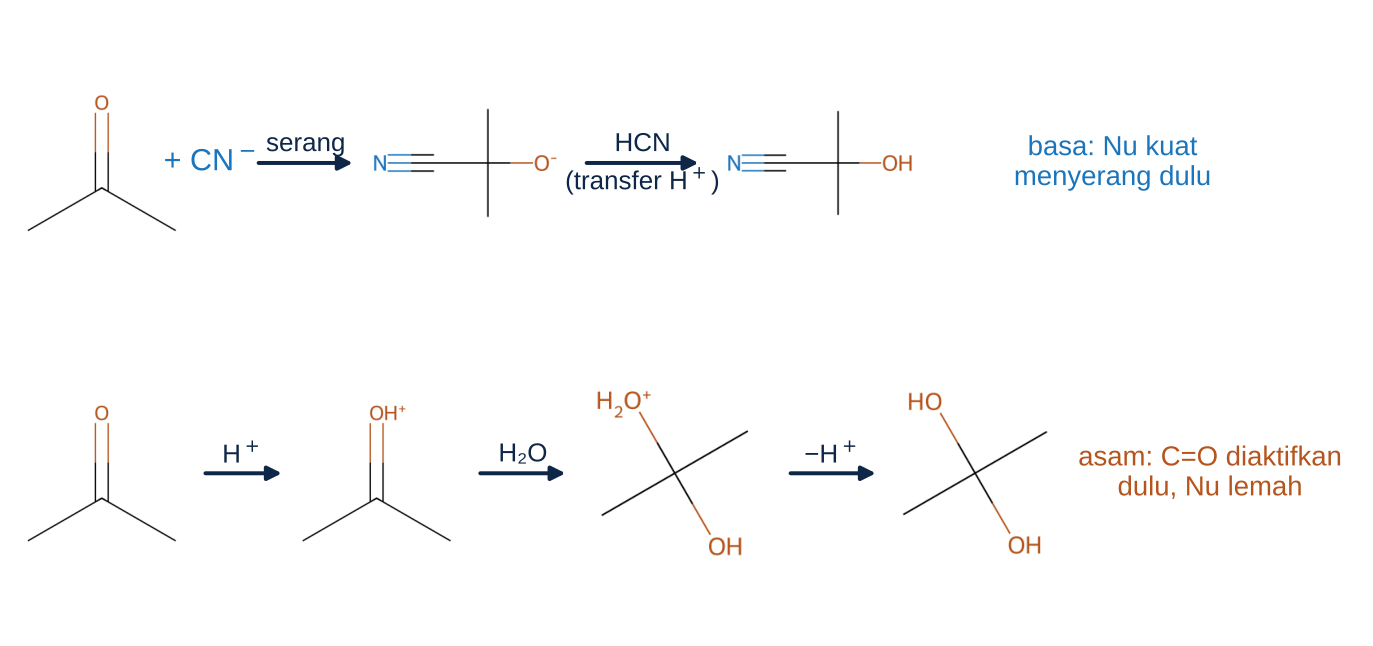 O
+ CN⁻
serang
N
O⁻
HCN
(transfer H⁺)
N
OH
basa: Nu kuat
menyerang dulu
O
H⁺
OH⁺
H₂O
H₂O⁺
OH
−H⁺
HO
OH
asam: C=O diaktifkan
dulu, Nu lemah